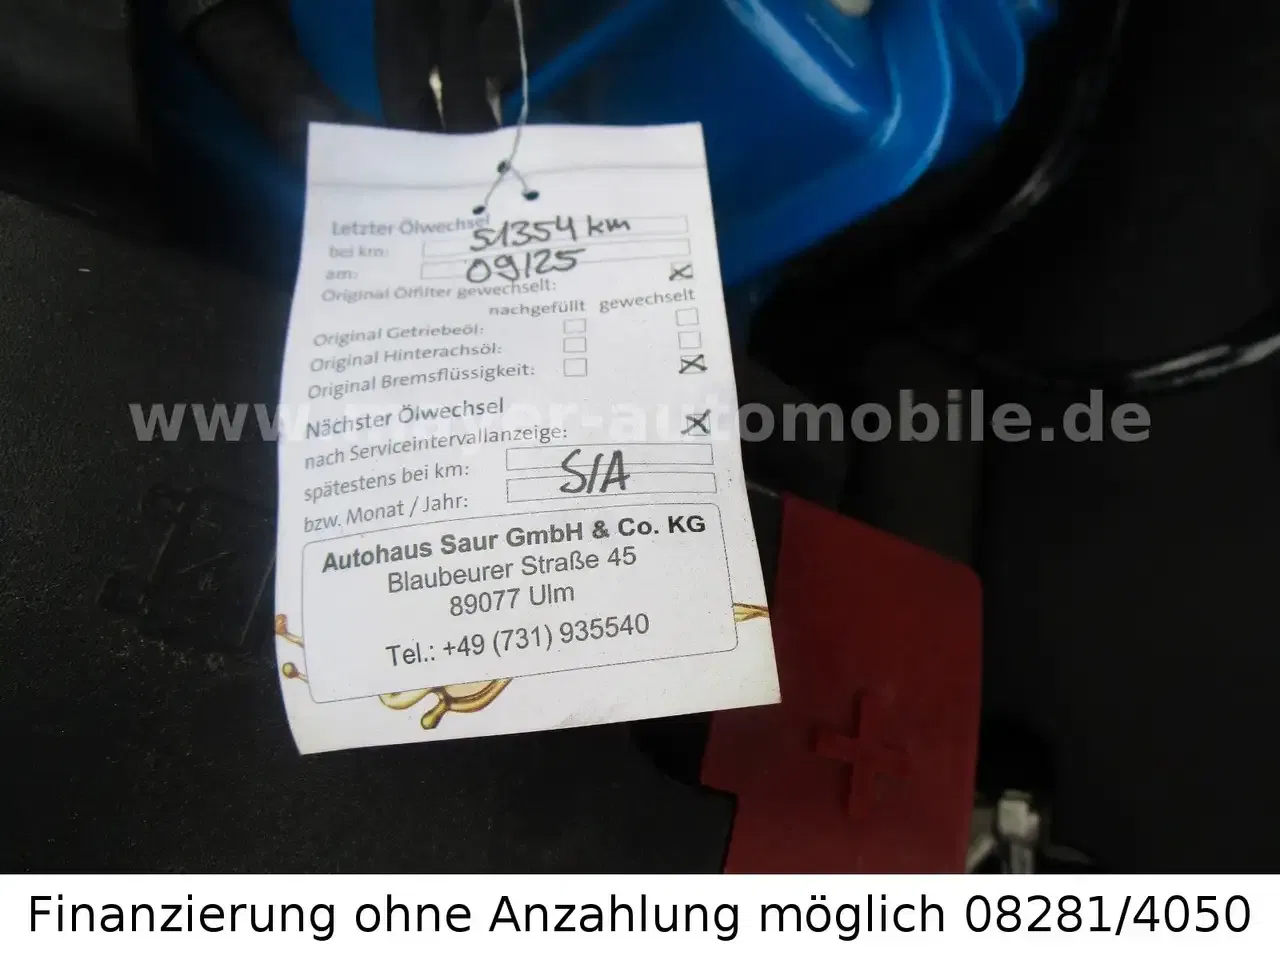 Letzter Ölwechsel
bei km: 51354 km
am: 09/25
Original Ölfilter gewechselt:
nachgefüllt gewechselt
Original Getriebeöl:
Original Hinterachsöl:
Original Bremsflüssigkeit:
Nächster Ölwechsel
nach Serviceintervallanzeige:
spätestens bei km:
bzw. Monat / Jahr: S/A
Autohaus Saur GmbH & Co. KG
Blaubeurer Straße 45
89077 Ulm
Tel.: +49 (731) 935540
www.mayer-automobile.de
Finanzierung ohne Anzahlung möglich 08281/4050